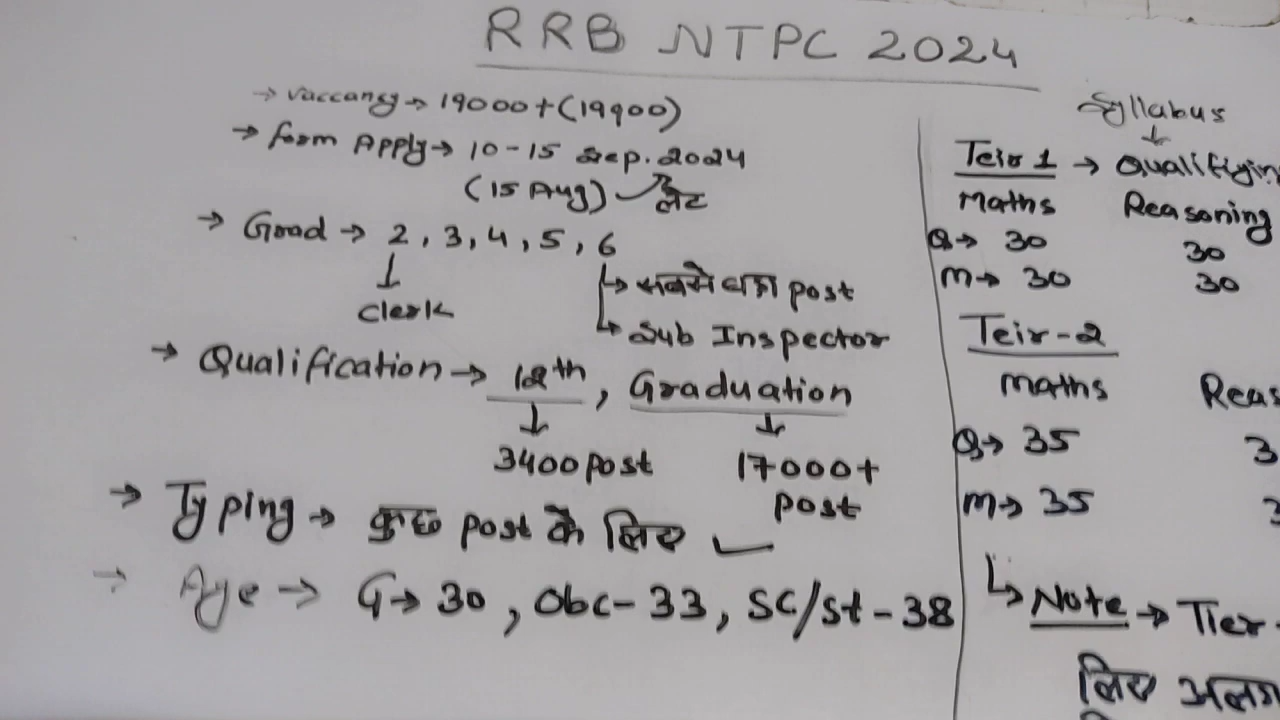 RRB NTPC 2024
→ vaccansy → 19000+(19900)
→ form Apply → 10-15 Sep. 2024
(15 Aug) लेट
→ Grad → 2, 3, 4, 5, 6
↓
clerk
↳ सबसे बड़ा post
↳ Sub Inspector
→ Qualification → 12th, Graduation
↓ ↓
3400 post 17000+
post
→ Typing → कुछ post के लिए ✓
→ Age → G → 30, Obc - 33, SC/St - 38
Syllabus
↓
Teir 1 → Qualifiyin
Maths Reasoning
Q → 30 30
M → 30 30
Teir-2
Maths Reas
Q → 35 3
M → 35 3
↳ Note → Tier-
लिए अलग